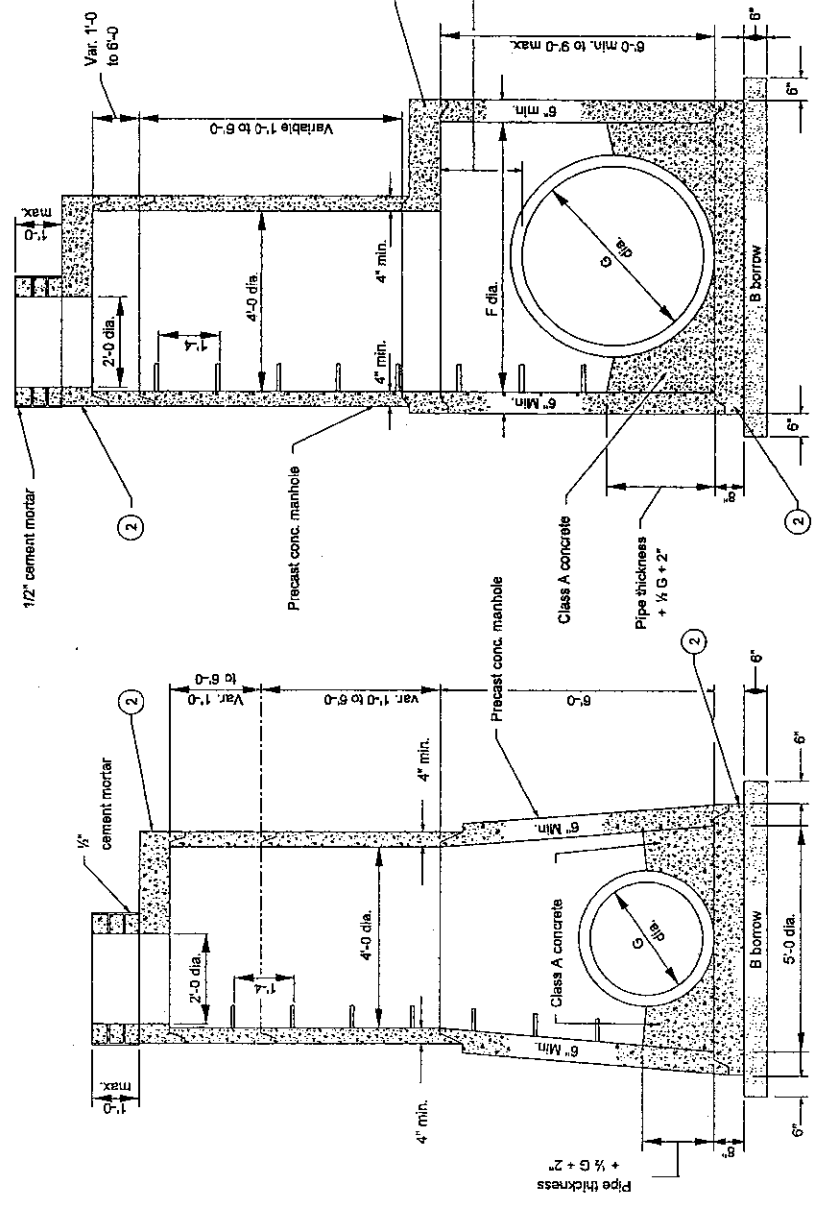 1/2" cement mortar
2
Precast conc. manhole
Class A concrete
Pipe thickness
+ ½ G + 2"
2
1'-0
max.
2'-0 dia.
1'-4
4'-0 dia.
4" min.
4" min.
Var. 1'-0
to 6'-0
Variable 1'-0 to 6'-0
F dia.
6" Min.
6" min.
6'-0 min. to 9'-0 max.
G
dia.
8"
B borrow
6"
6"
6"
½"
cement mortar
2
1'-0
max.
2'-0 dia.
1'-4
4'-0 dia.
4" min.
4" min.
Var. 1'-0
to 6'-0
var. 1'-0 to 6'-0
6'-0
Precast conc. manhole
2
6" Min.
6" Min.
Class A concrete
G
dia.
Pipe thickness
+ ½ G + 2"
8"
B borrow
5'-0 dia.
6"
6"
6"